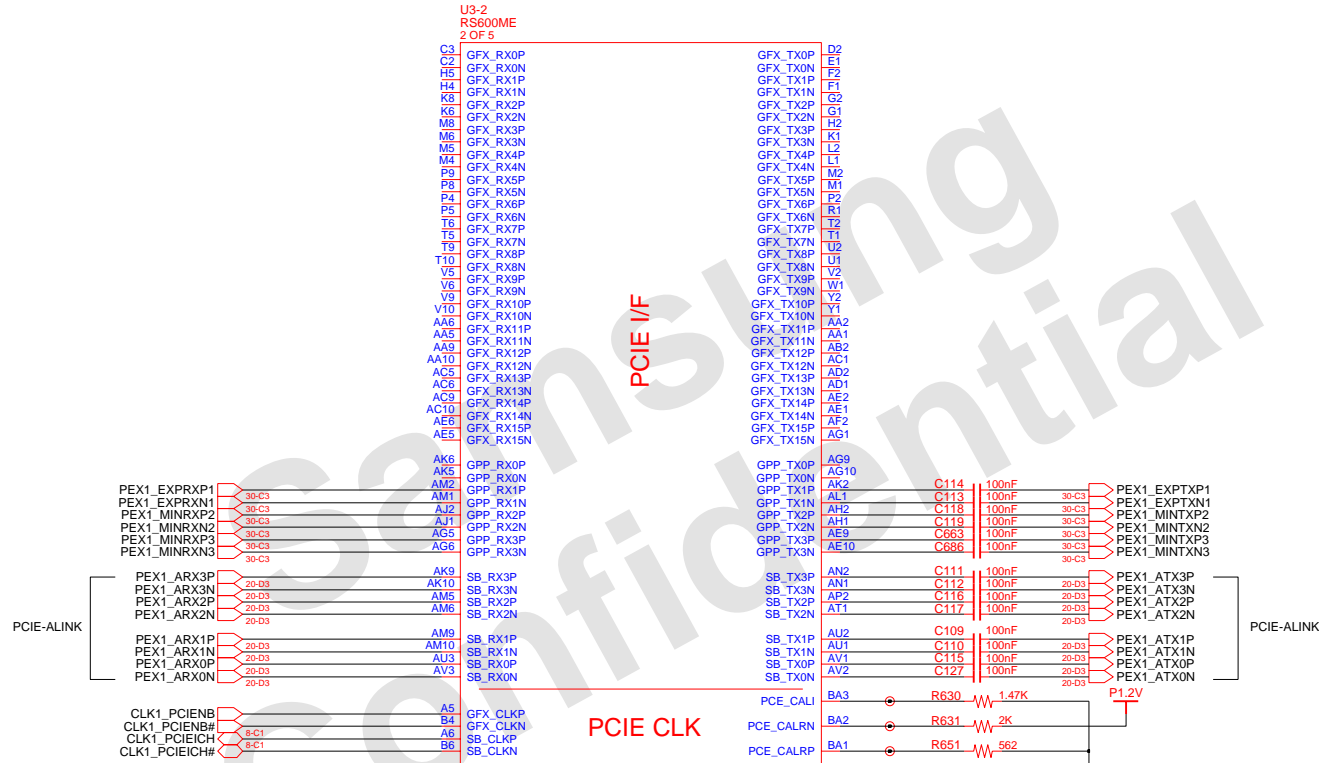 U3-2
RS600ME
2 OF 5
C3 GFX_RX0P GFX_TX0P D2
C2 GFX_RX0N GFX_TX0N E1
H5 GFX_RX1P GFX_TX1P F2
H4 GFX_RX1N GFX_TX1N F1
K8 GFX_RX2P GFX_TX2P G2
K6 GFX_RX2N GFX_TX2N G1
M8 GFX_RX3P GFX_TX3P H2
M6 GFX_RX3N GFX_TX3N K1
M5 GFX_RX4P GFX_TX4P L2
M4 GFX_RX4N GFX_TX4N L1
P9 GFX_RX5P GFX_TX5P M2
P8 GFX_RX5N GFX_TX5N M1
P4 GFX_RX6P GFX_TX6P P2
P5 GFX_RX6N GFX_TX6N R1
T6 GFX_RX7P GFX_TX7P T2
T5 GFX_RX7N GFX_TX7N T1
T9 GFX_RX8P GFX_TX8P U2
T10 GFX_RX8N GFX_TX8N U1
V5 GFX_RX9P GFX_TX9P V2
V6 GFX_RX9N GFX_TX9N W1
V9 GFX_RX10P GFX_TX10P Y2
V10 GFX_RX10N GFX_TX10N Y1
AA6 GFX_RX11P GFX_TX11P AA2
AA5 GFX_RX11N GFX_TX11N AA1
AA9 GFX_RX12P GFX_TX12P AB2
AA10 GFX_RX12N GFX_TX12N AC1
AC5 GFX_RX13P GFX_TX13P AD2
AC6 GFX_RX13N GFX_TX13N AD1
AC9 GFX_RX14P GFX_TX14P AE2
AC10 GFX_RX14N GFX_TX14N AE1
AE6 GFX_RX15P GFX_TX15P AF2
AE5 GFX_RX15N GFX_TX15N AG1
PCIE I/F
AK6 GPP_RX0P GPP_TX0P AG9
AK5 GPP_RX0N GPP_TX0N AG10
PEX1_EXPRXP1 30-C3 AM2 GPP_RX1P GPP_TX1P AK2 C114 100nF 30-C3 PEX1_EXPTXP1
PEX1_EXPRXN1 30-C3 AM1 GPP_RX1N GPP_TX1N AL1 C113 100nF 30-C3 PEX1_EXPTXN1
PEX1_MINRXP2 30-C3 AJ2 GPP_RX2P GPP_TX2P AH2 C118 100nF 30-C3 PEX1_MINTXP2
PEX1_MINRXN2 30-C3 AJ1 GPP_RX2N GPP_TX2N AH1 C119 100nF 30-C3 PEX1_MINTXN2
PEX1_MINRXP3 30-C3 AG5 GPP_RX3P GPP_TX3P AE9 C663 100nF 30-C3 PEX1_MINTXP3
PEX1_MINRXN3 30-C3 AG6 GPP_RX3N GPP_TX3N AE10 C686 100nF 30-C3 PEX1_MINTXN3
PEX1_ARX3P 20-D3 AK9 SB_RX3P SB_TX3P AN2 C111 100nF 20-D3 PEX1_ATX3P
PEX1_ARX3N 20-D3 AK10 SB_RX3N SB_TX3N AN1 C112 100nF 20-D3 PEX1_ATX3N
PEX1_ARX2P 20-D3 AM5 SB_RX2P SB_TX2P AP2 C116 100nF 20-D3 PEX1_ATX2P
PEX1_ARX2N 20-D3 AM6 SB_RX2N SB_TX2N AT1 C117 100nF 20-D3 PEX1_ATX2N
PCIE-ALINK PCIE-ALINK
PEX1_ARX1P 20-D3 AM9 SB_RX1P SB_TX1P AU2 C109 100nF 20-D3 PEX1_ATX1P
PEX1_ARX1N 20-D3 AM10 SB_RX1N SB_TX1N AU1 C110 100nF 20-D3 PEX1_ATX1N
PEX1_ARX0P 20-D3 AU3 SB_RX0P SB_TX0P AV1 C115 100nF 20-D3 PEX1_ATX0P
PEX1_ARX0N 20-D3 AV3 SB_RX0N SB_TX0N AV2 C127 100nF 20-D3 PEX1_ATX0N
PCE_CALI BA3 R630 1.47K P1.2V
CLK1_PCIENB A5 GFX_CLKP
CLK1_PCIENB# 8-C1 B4 GFX_CLKN PCIE CLK PCE_CALRN BA2 R631 2K
CLK1_PCIEICH 8-C1 A6 SB_CLKP
CLK1_PCIEICH# B6 SB_CLKN PCE_CALRP BA1 R651 562
Samsung
Confidential